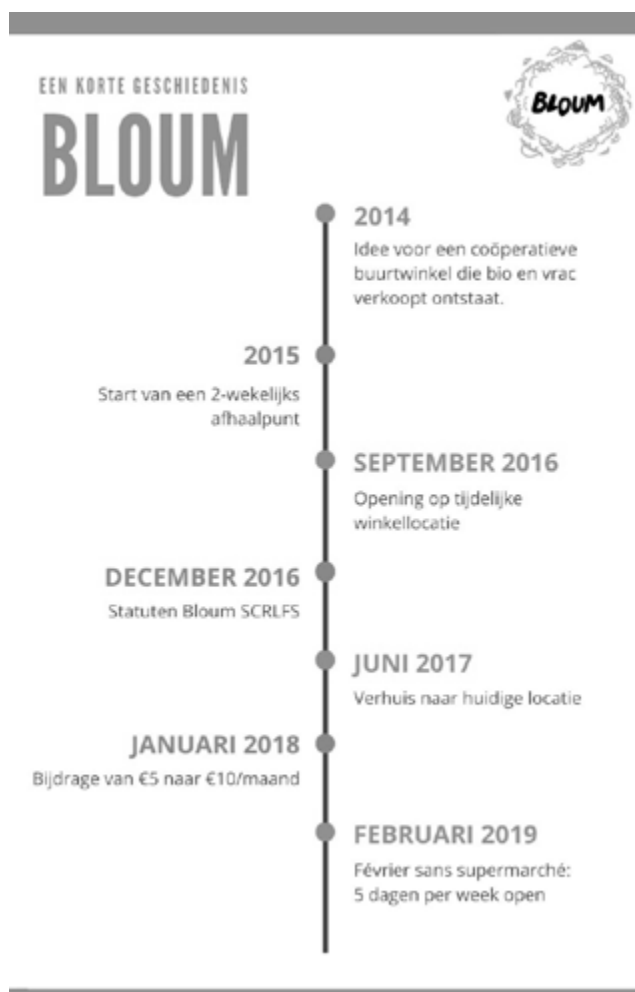 EEN KORTE GESCHIEDENIS
BLOUM
BLOUM
2014
Idee voor een coöperatieve
buurtwinkel die bio en vrac
verkoopt ontstaat.
2015
Start van een 2-wekelijks
afhaalpunt
SEPTEMBER 2016
Opening op tijdelijke
winkellocatie
DECEMBER 2016
Statuten Bloum SCRLFS
JUNI 2017
Verhuis naar huidige locatie
JANUARI 2018
Bijdrage van €5 naar €10/maand
FEBRUARI 2019
Février sans supermarché:
5 dagen per week open